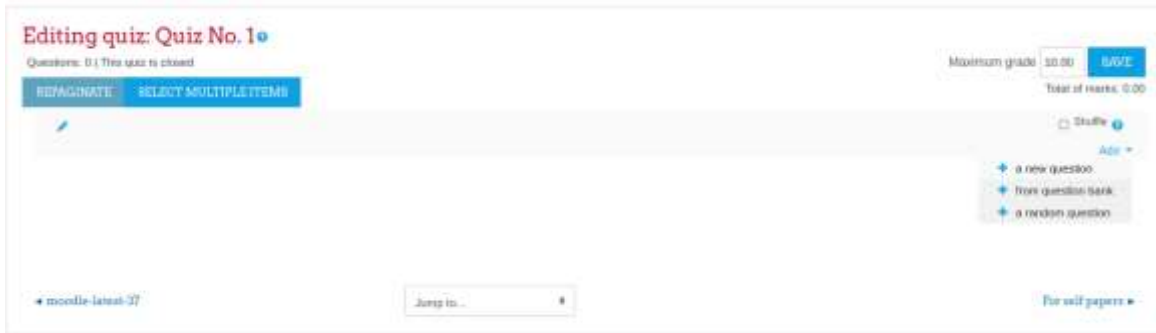 Editing quiz: Quiz No. 1
Questions: 0 | This quiz is closed
Maximum grade 10.00 SAVE
REPAGINATE SELECT MULTIPLE ITEMS
Total of marks: 0.00
Shuffle
Add
a new question
from question bank
a random question
moodle-latest-37
Jump to...
For self papers